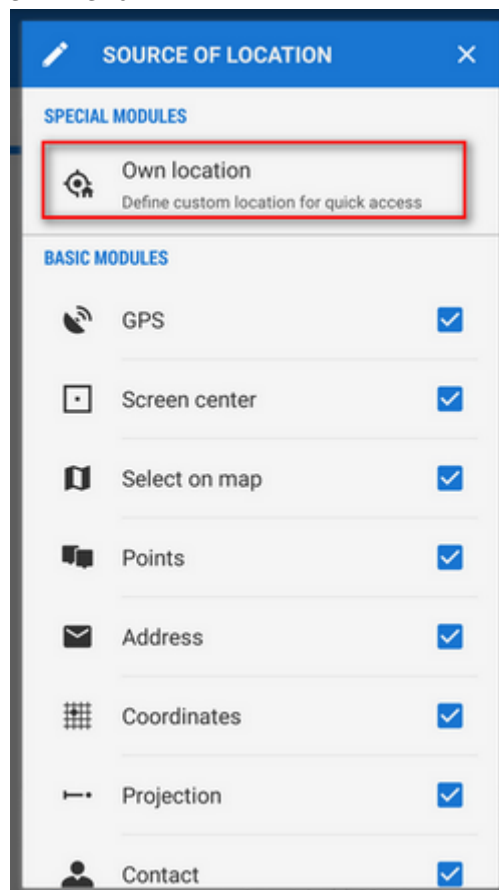 SOURCE OF LOCATION
SPECIAL MODULES
Own location
Define custom location for quick access
BASIC MODULES
GPS
Screen center
Select on map
Points
Address
Coordinates
Projection
Contact